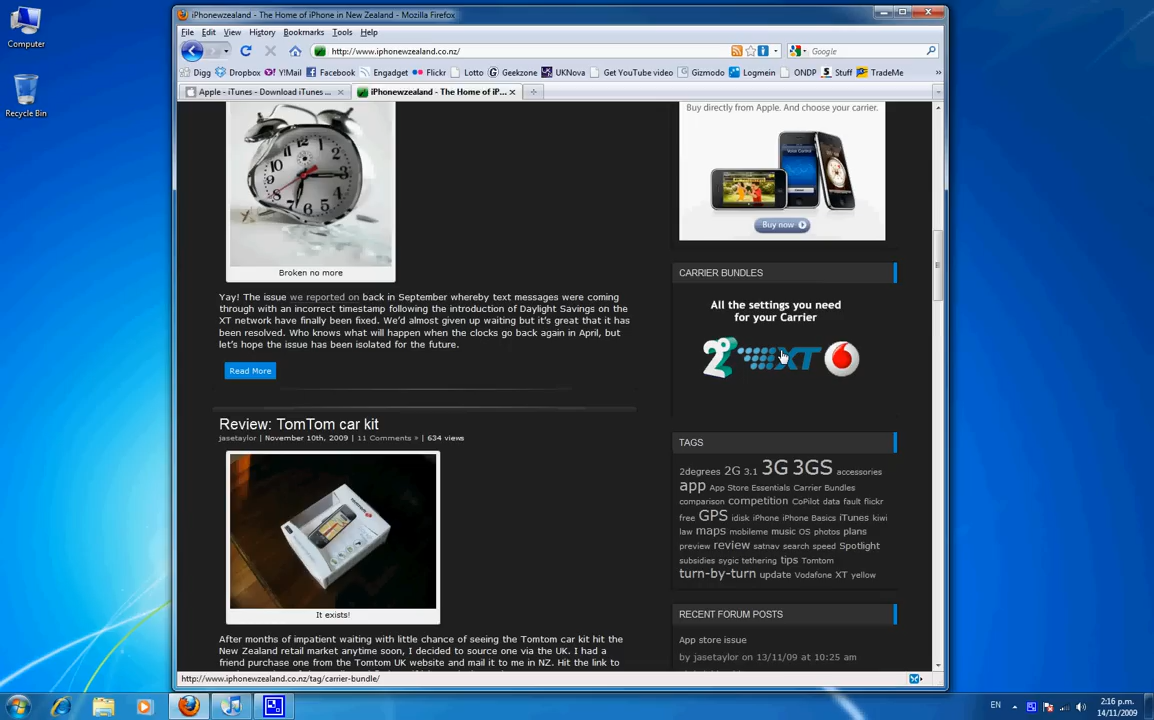 Computer
Recycle Bin
iPhonewzealand - The Home of iPhone in New Zealand - Mozilla Firefox
File Edit View History Bookmarks Tools Help
http://www.iphonewzealand.co.nz/
Google
Digg Dropbox Y!Mail Facebook Engadget Flickr Lotto Geekzone UKNova Get YouTube video Gizmodo Logmein ONDP Stuff TradeMe »
Apple - iTunes - Download iTunes ...
iPhonewzealand - The Home of iP...
Broken no more
Yay! The issue we reported on back in September whereby text messages were coming
through with an incorrect timestamp following the introduction of Daylight Savings on the
XT network have finally been fixed. We'd almost given up waiting but it's great that it has
been resolved. Who knows what will happen when the clocks go back again in April, but
let's hope the issue has been isolated for the future.
Read More
Review: TomTom car kit
jasetaylor | November 10th, 2009 | 11 Comments » | 634 views
It exists!
After months of impatient waiting with little chance of seeing the Tomtom car kit hit the
New Zealand retail market anytime soon, I decided to source one via the UK. I had a
friend purchase one from the Tomtom UK website and mail it to me in NZ. Hit the link to
Buy directly from Apple. And choose your carrier.
Buy now
CARRIER BUNDLES
All the settings you need
for your Carrier
2° XT
TAGS
2degrees 2G 3.1 3G 3GS accessories
app App Store Essentials Carrier Bundles
comparison competition CoPilot data fault flickr
free GPS idisk iPhone iPhone Basics iTunes kiwi
law maps mobileme music OS photos plans
preview review satnav search speed Spotlight
subsidies sygic tethering tips Tomtom
turn-by-turn update Vodafone XT yellow
RECENT FORUM POSTS
App store issue
by jasetaylor on 13/11/09 at 10:25 am
http://www.iphonewzealand.co.nz/tag/carrier-bundle/
EN
2:16 p.m.
14/11/2009